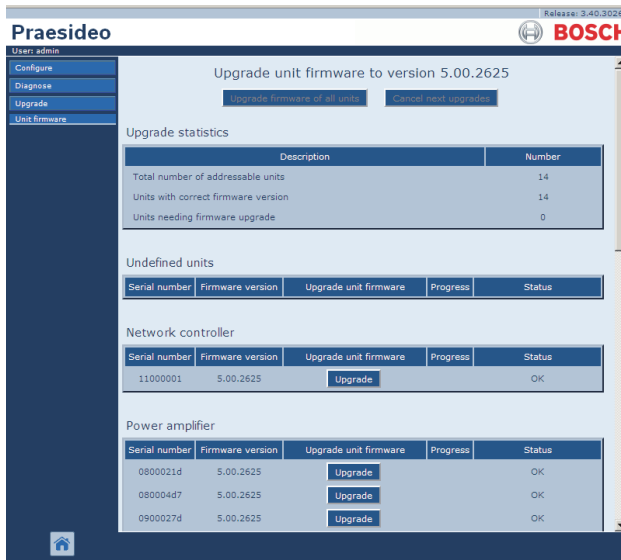 Release: 3.40.3026
Praesideo
BOSCH
User: admin
Configure
Diagnose
Upgrade
Unit firmware
Upgrade unit firmware to version 5.00.2625
Upgrade firmware of all units Cancel next upgrades
Upgrade statistics
Description Number
Total number of addressable units 14
Units with correct firmware version 14
Units needing firmware upgrade 0
Undefined units
Serial number Firmware version Upgrade unit firmware Progress Status
Network controller
Serial number Firmware version Upgrade unit firmware Progress Status
11000001 5.00.2625 Upgrade OK
Power amplifier
Serial number Firmware version Upgrade unit firmware Progress Status
0800021d 5.00.2625 Upgrade OK
080004d7 5.00.2625 Upgrade OK
0900027d 5.00.2625 Upgrade OK